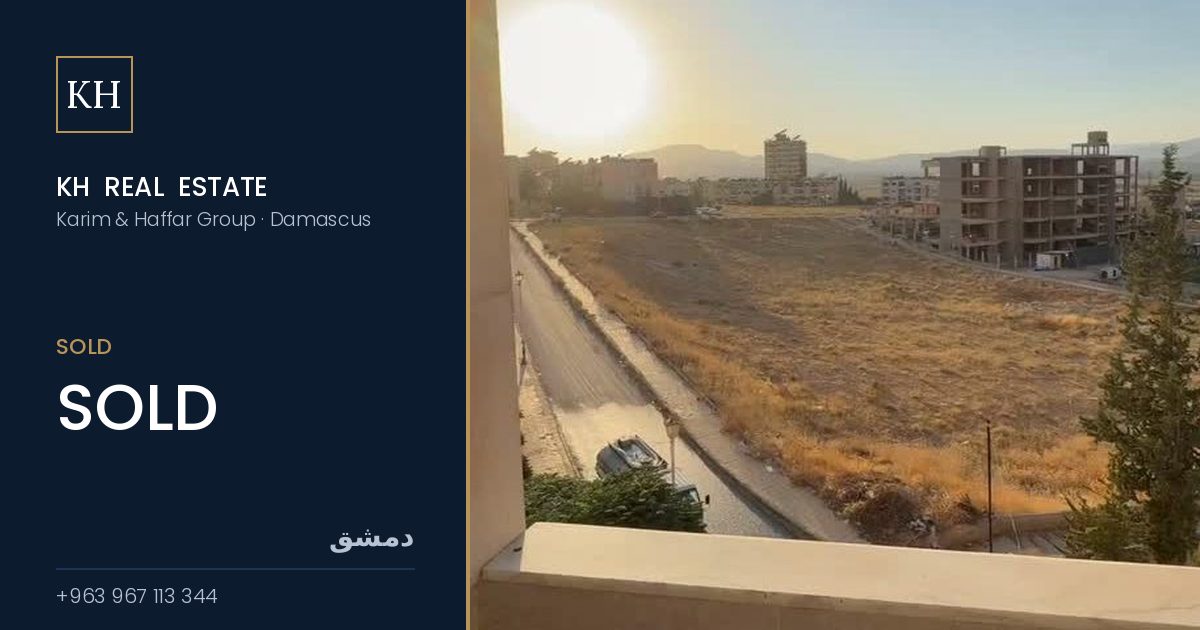 KH
KH REAL ESTATE
Karim & Haffar Group · Damascus
SOLD
SOLD
دمشق
+963 967 113 344